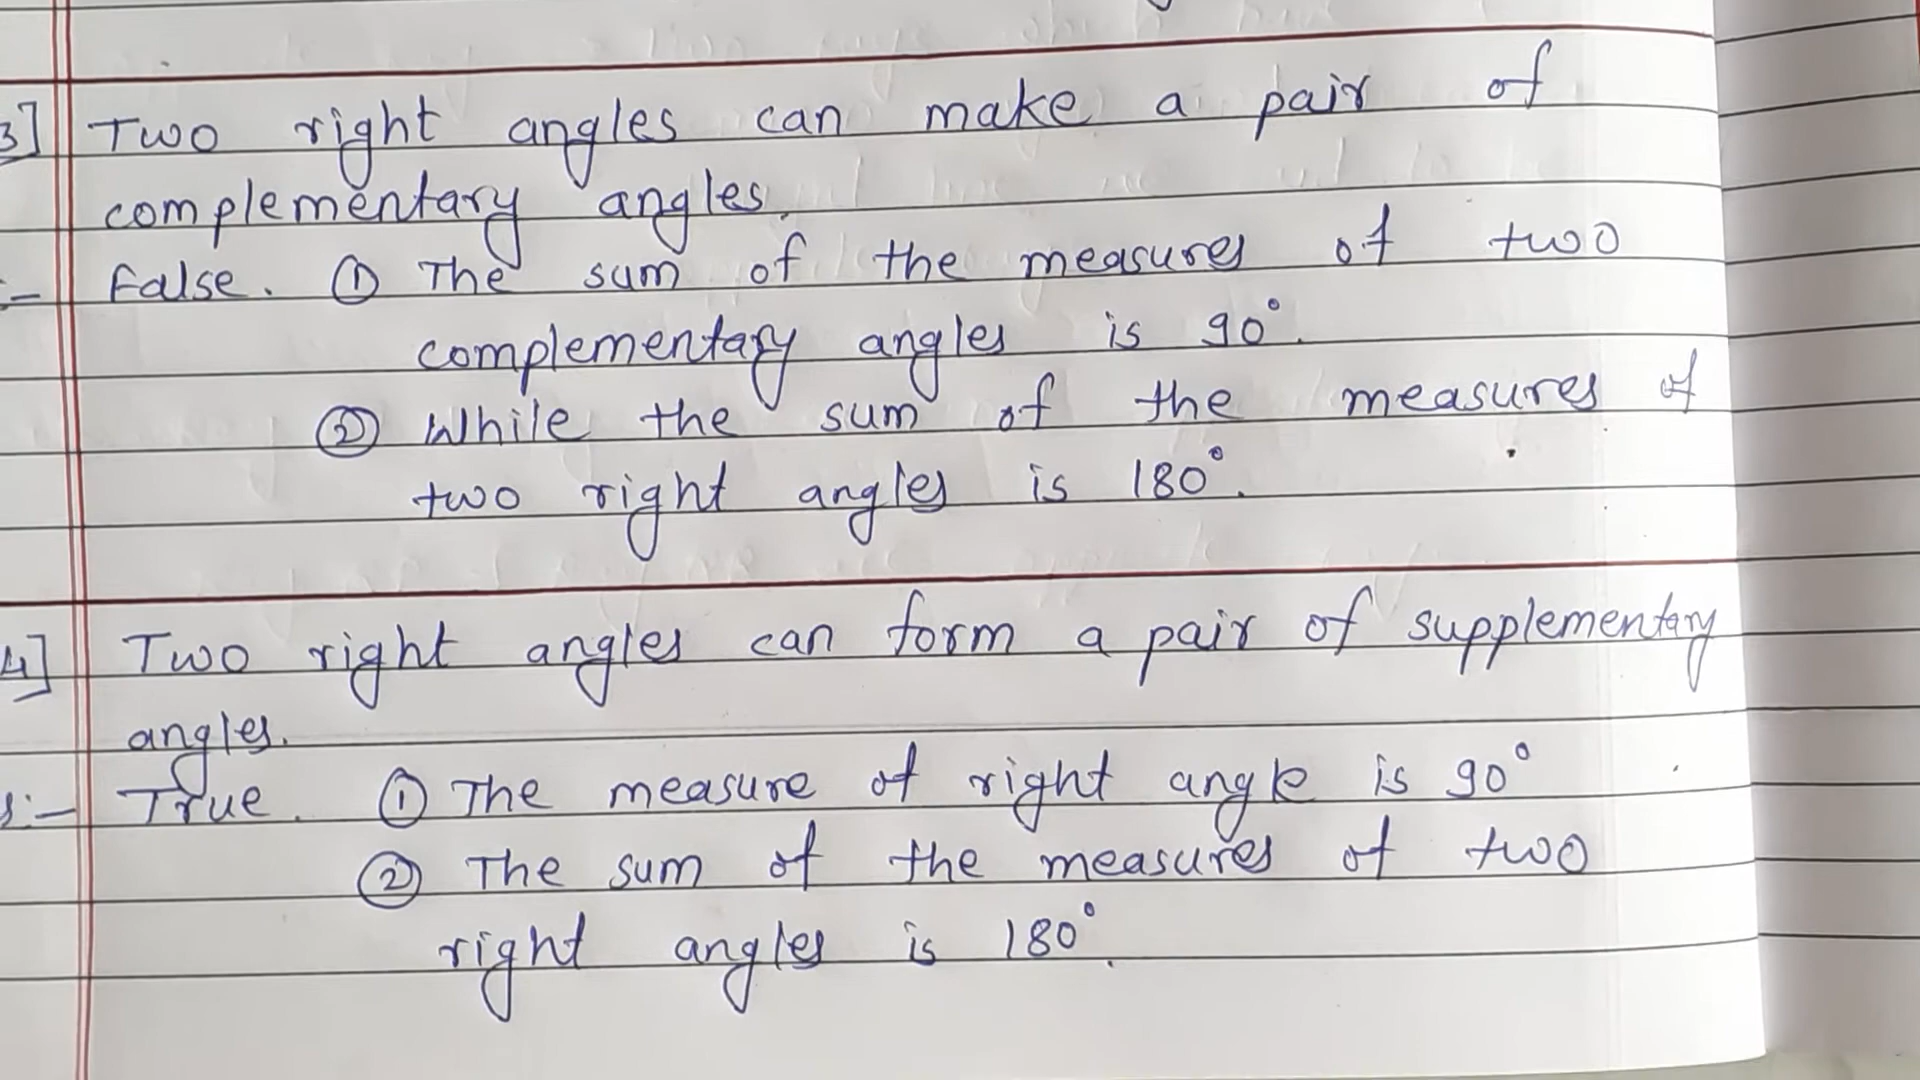 3] Two right angles can make a pair of
complementary angles.
:- False. ① The sum of the measures of two
complementary angles is 90°.
② While the sum of the measures of
two right angles is 180°.
4] Two right angles can form a pair of supplementary
angles.
s:- True. ① The measure of right angle is 90°
② The sum of the measures of two
right angles is 180°.